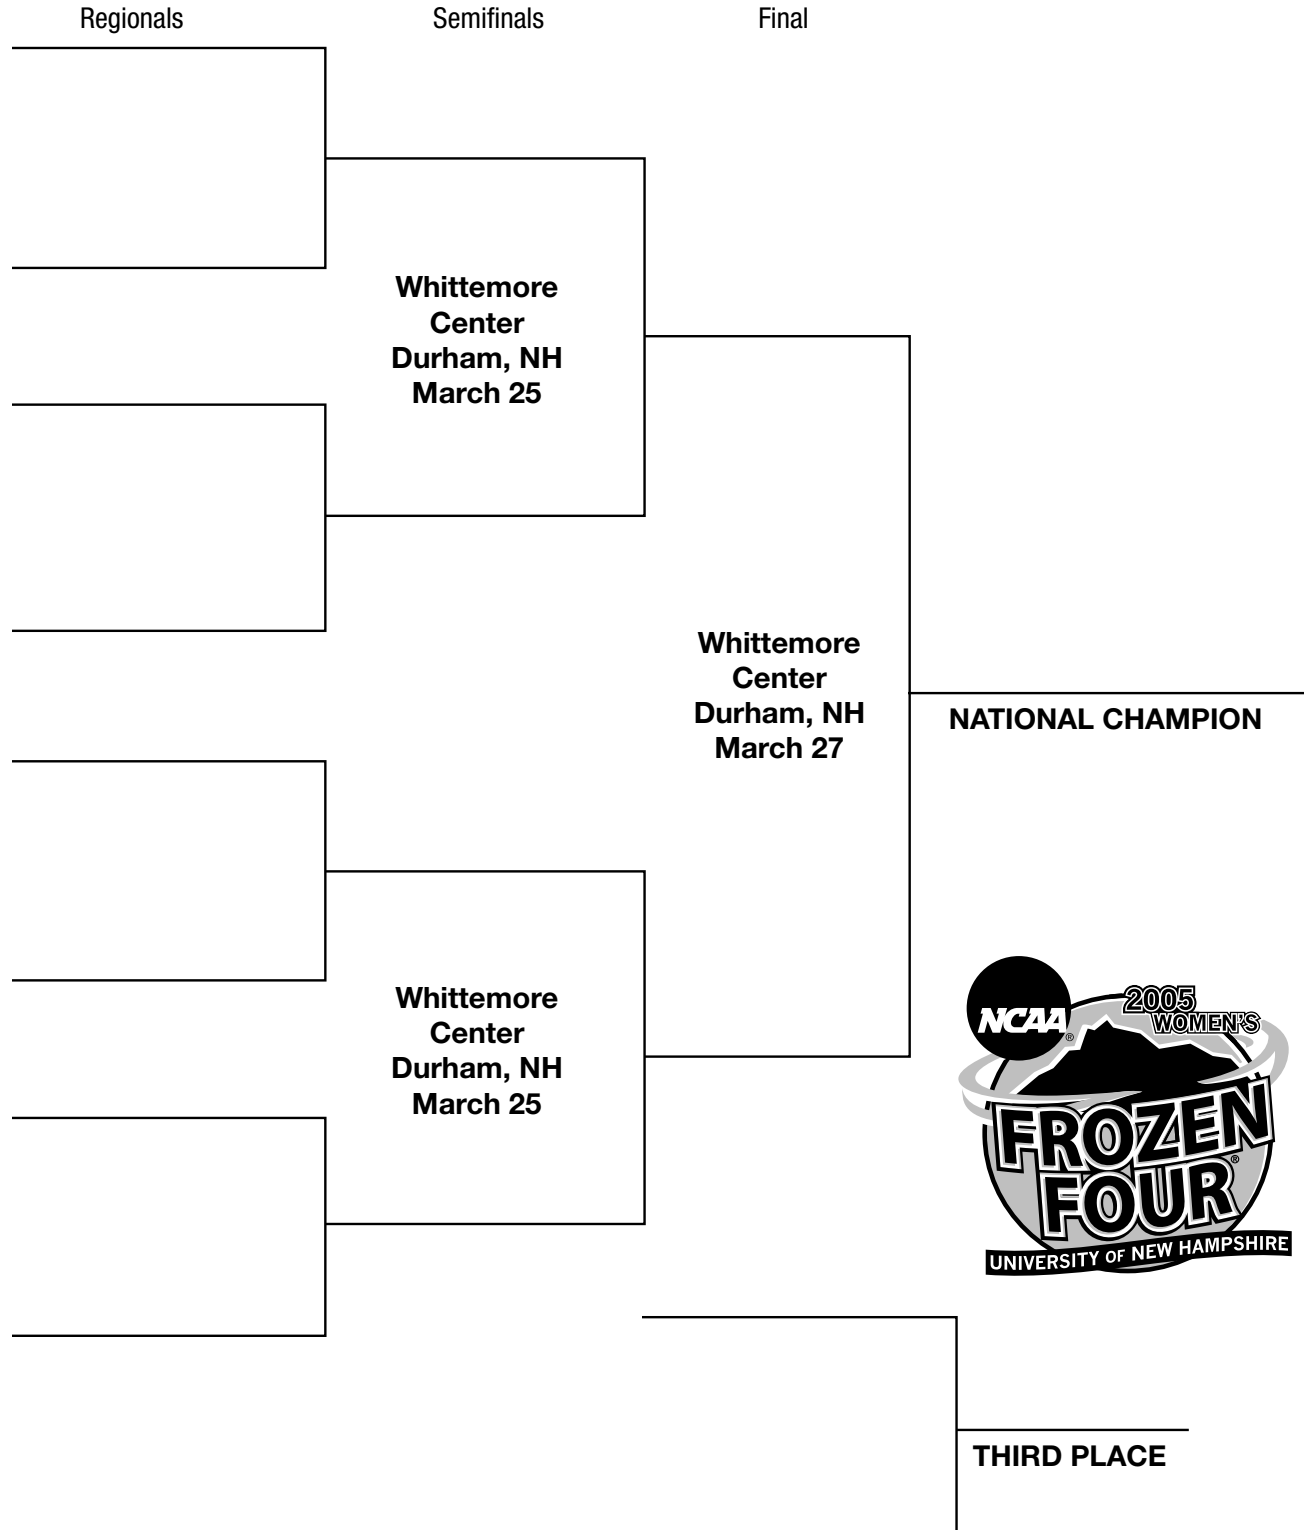 Regionals
Semifinals
Final
Whittemore
Center
Durham, NH
March 25
Whittemore
Center
Durham, NH
March 27
NATIONAL CHAMPION
Whittemore
Center
Durham, NH
March 25
NCAA®
2005
WOMEN'S
FROZEN
FOUR®
UNIVERSITY OF NEW HAMPSHIRE
THIRD PLACE